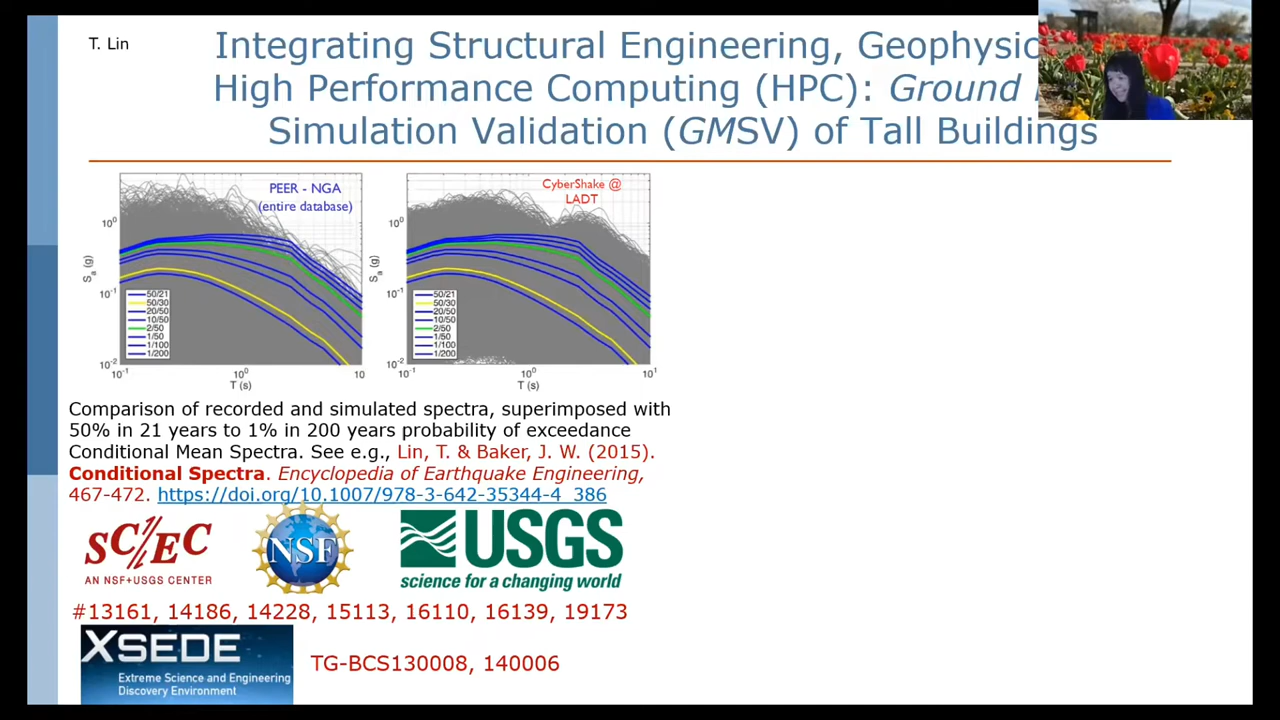 T. Lin
Integrating Structural Engineering, Geophysic
High Performance Computing (HPC): Ground
Simulation Validation (GMSV) of Tall Buildings
PEER - NGA
(entire database)
10⁰
10⁻¹
10⁻²
Sa (g)
50/21
50/30
20/50
10/50
2/50
1/50
1/100
1/200
10⁻¹
10⁰
10
T (s)
CyberShake @
LADT
10⁰
10⁻¹
10⁻²
Sa (g)
50/21
50/30
20/50
10/50
2/50
1/50
1/100
1/200
10⁻¹
10⁰
10¹
T (s)
Comparison of recorded and simulated spectra, superimposed with
50% in 21 years to 1% in 200 years probability of exceedance
Conditional Mean Spectra. See e.g., Lin, T. & Baker, J. W. (2015).
Conditional Spectra. Encyclopedia of Earthquake Engineering,
467-472. https://doi.org/10.1007/978-3-642-35344-4_386
SC/EC
AN NSF+USGS CENTER
NSF
USGS
science for a changing world
#13161, 14186, 14228, 15113, 16110, 16139, 19173
XSEDE
Extreme Science and Engineering
Discovery Environment
TG-BCS130008, 140006